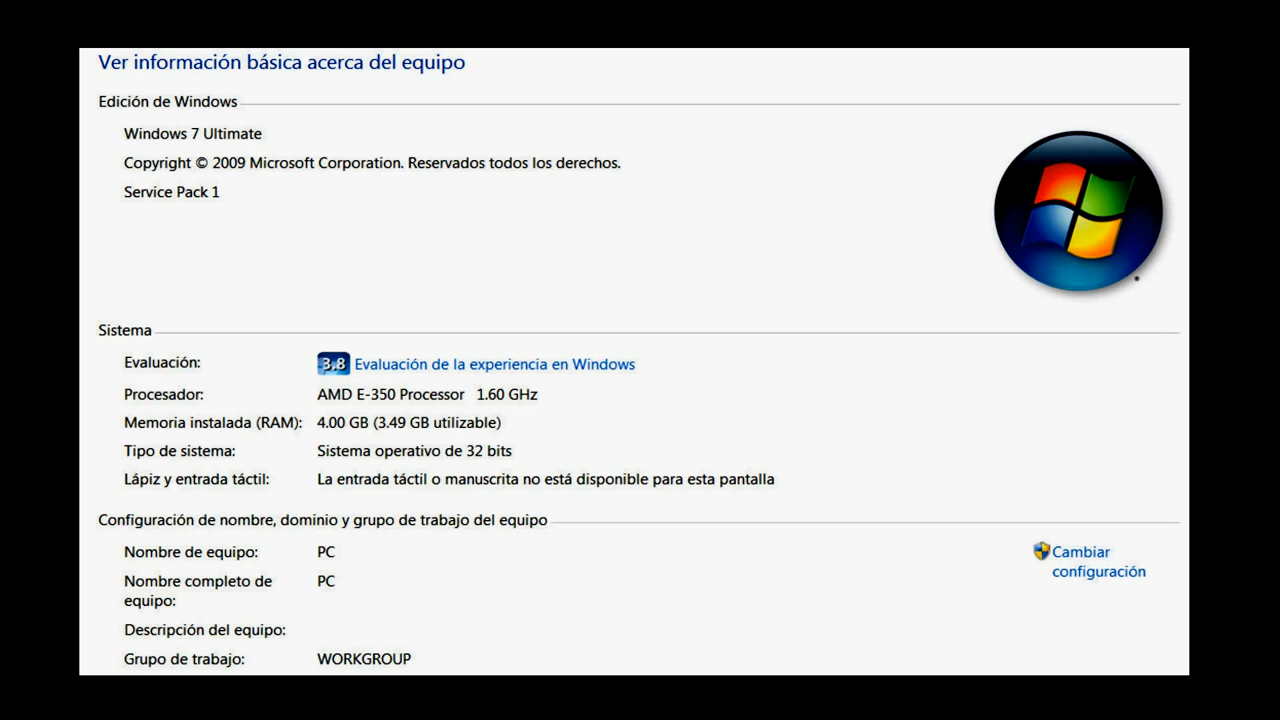 Ver información básica acerca del equipo
Edición de Windows
Windows 7 Ultimate
Copyright © 2009 Microsoft Corporation. Reservados todos los derechos.
Service Pack 1
Sistema
Evaluación: 3.8 Evaluación de la experiencia en Windows
Procesador: AMD E-350 Processor 1.60 GHz
Memoria instalada (RAM): 4.00 GB (3.49 GB utilizable)
Tipo de sistema: Sistema operativo de 32 bits
Lápiz y entrada táctil: La entrada táctil o manuscrita no está disponible para esta pantalla
Configuración de nombre, dominio y grupo de trabajo del equipo
Nombre de equipo: PC
Cambiar
configuración
Nombre completo de PC
equipo:
Descripción del equipo:
Grupo de trabajo: WORKGROUP